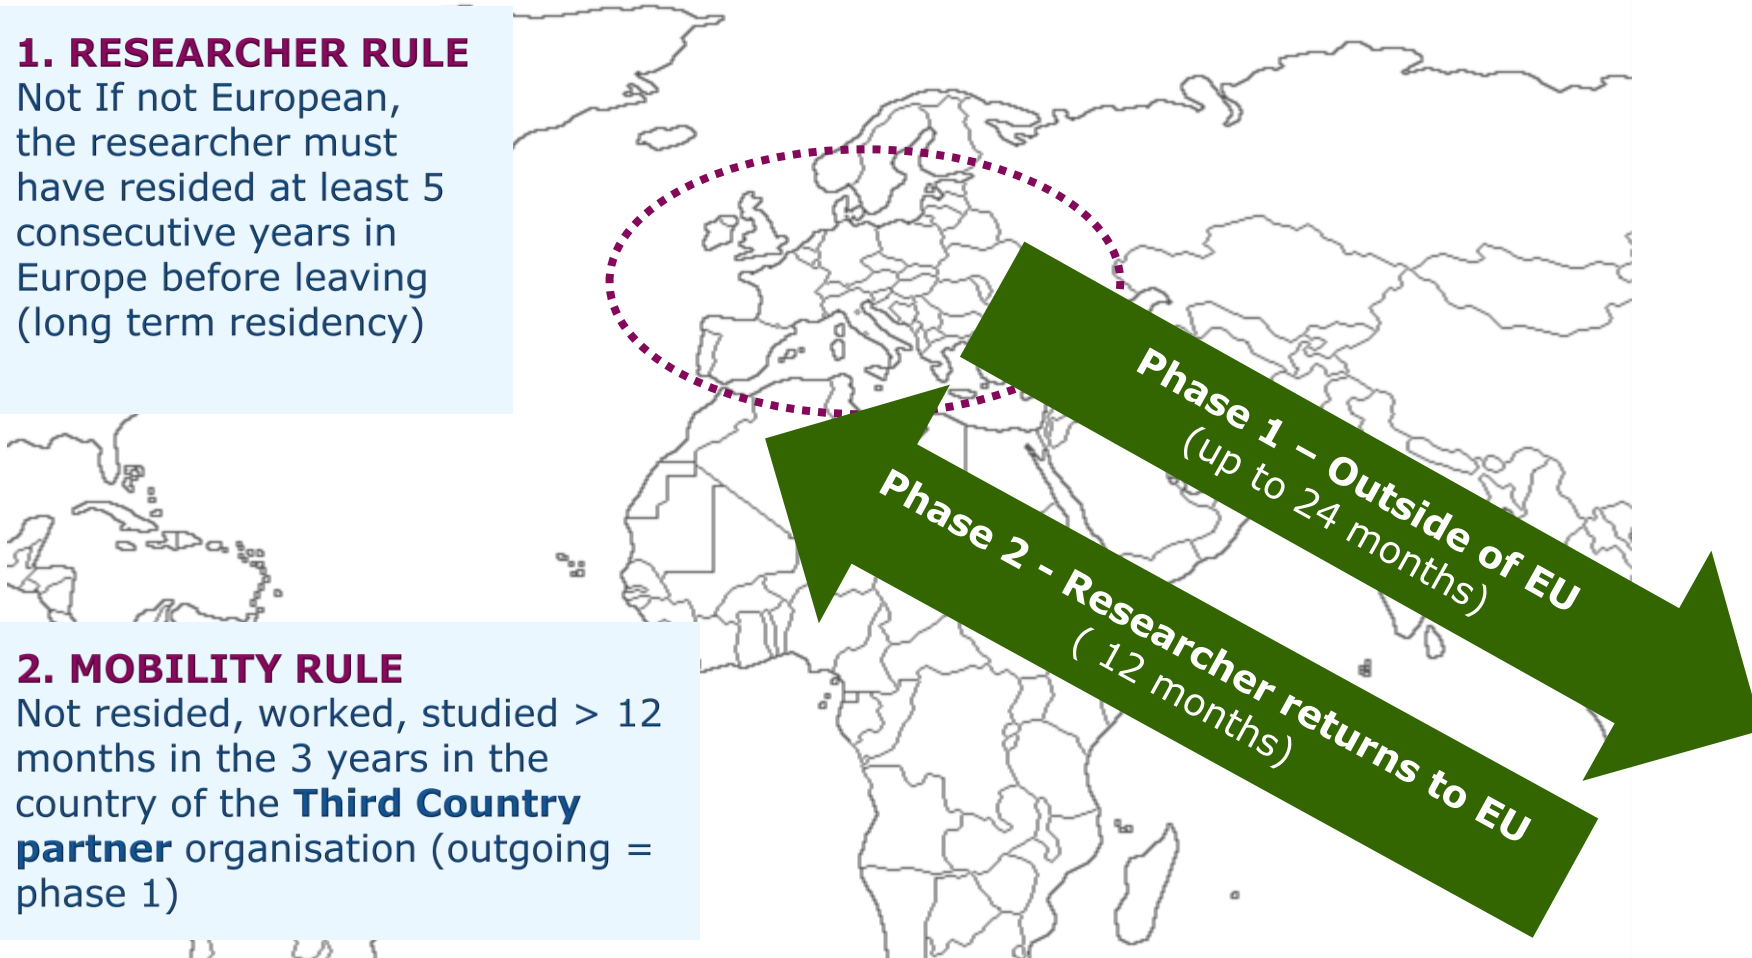 1. RESEARCHER RULE
Not If not European,
the researcher must
have resided at least 5
consecutive years in
Europe before leaving
(long term residency)
Phase 1 – Outside of EU
(up to 24 months)
Phase 2 - Researcher returns to EU
( 12 months)
2. MOBILITY RULE
Not resided, worked, studied > 12
months in the 3 years in the
country of the Third Country
partner organisation (outgoing =
phase 1)